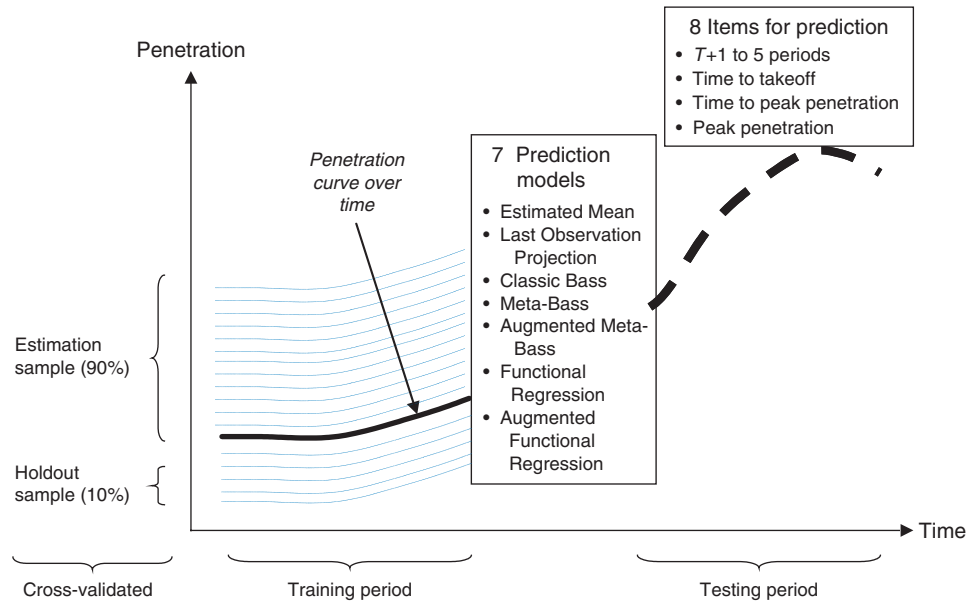 Penetration
8 Items for prediction
• T+1 to 5 periods
• Time to takeoff
• Time to peak penetration
• Peak penetration
Penetration
curve over
time
7 Prediction
models
• Estimated Mean
• Last Observation
Projection
• Classic Bass
• Meta-Bass
• Augmented Meta-
Bass
• Functional
Regression
• Augmented
Functional
Regression
Estimation
sample (90%)
Holdout
sample (10%)
Time
Cross-validated
Training period
Testing period